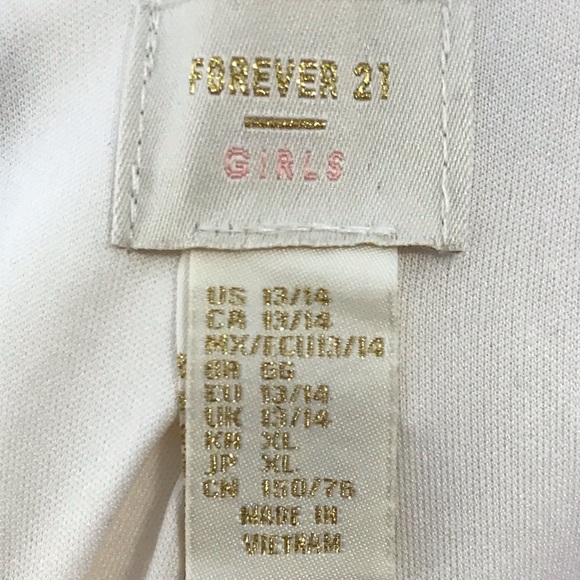 FOREVER 21
GIRLS
US 13/14
CA 13/14
MX/ECU13/14
BR GG
EU 13/14
UK 13/14
KR XL
JP XL
CN 150/76
MADE IN
VIETNAM